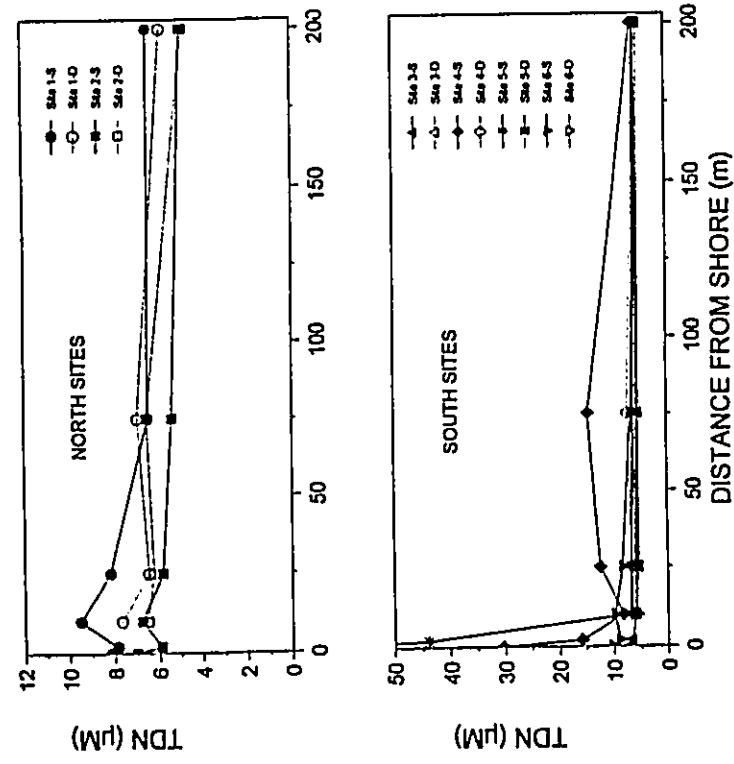 NORTH SITES
Site 1-S
Site 1-D
Site 2-S
Site 2-D
TDN (μM)
12
10
8
6
4
2
0
0
50
100
150
200
SOUTH SITES
Site 3-S
Site 3-D
Site 4-S
Site 4-D
Site 5-S
Site 5-D
Site 6-S
Site 6-D
TDN (μM)
50
40
30
20
10
0
0
50
100
150
200
DISTANCE FROM SHORE (m)